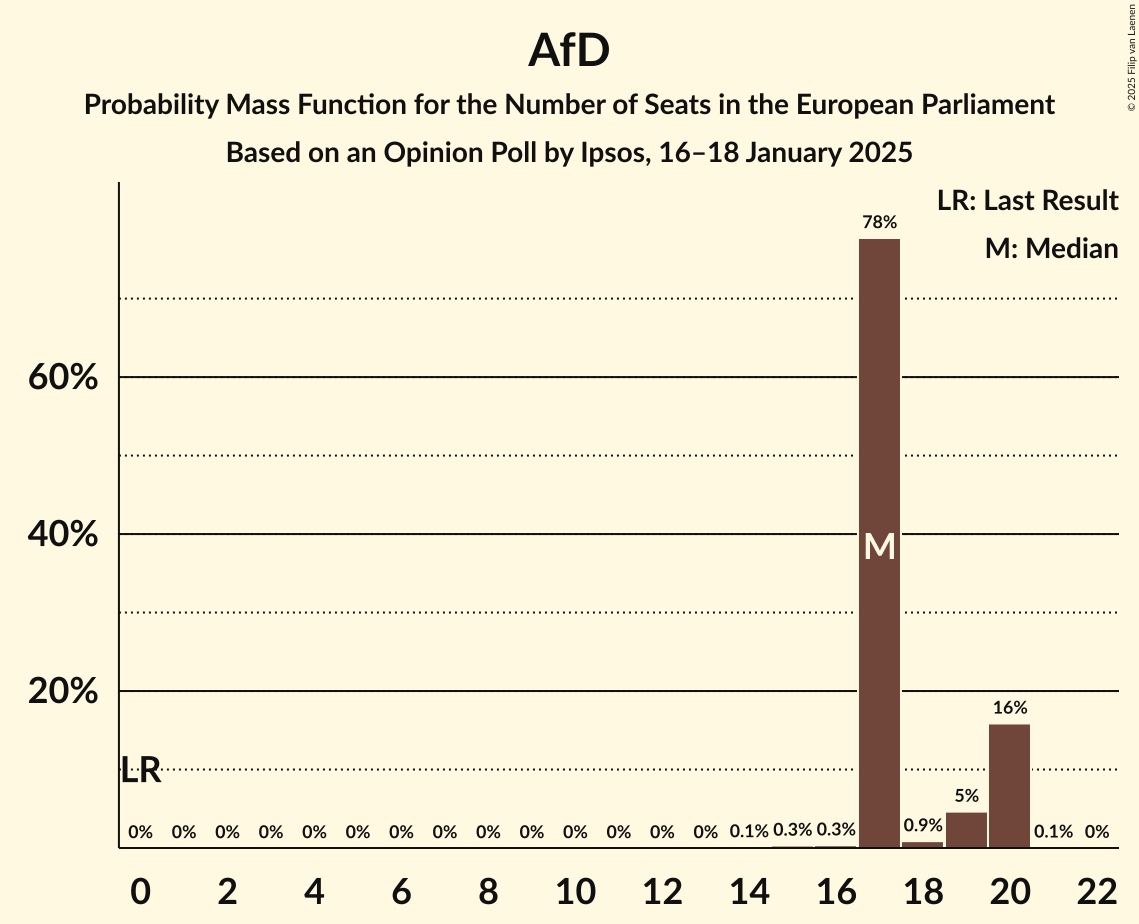 AfD
Probability Mass Function for the Number of Seats in the European Parliament
Based on an Opinion Poll by Ipsos, 16–18 January 2025
© 2025 Filip van Laenen
LR: Last Result
M: Median
78%
60%
40%
M
20%
16%
LR
5%
0% 0% 0% 0% 0% 0% 0% 0% 0% 0% 0% 0% 0% 0% 0.1% 0.3% 0.3% 0.9% 0.1% 0%
0 2 4 6 8 10 12 14 16 18 20 22